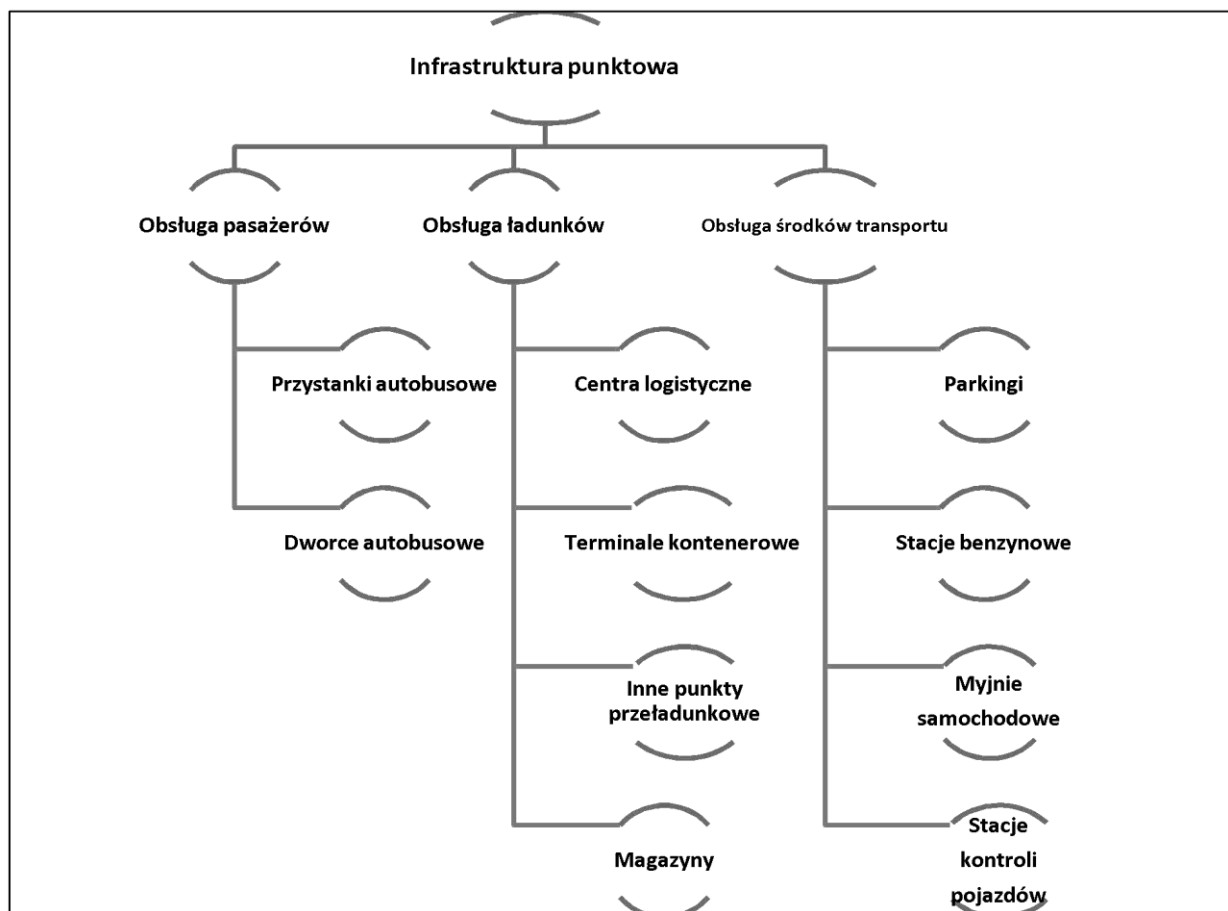 Infrastruktura punktowa
Obsługa pasażerów
Obsługa ładunków
Obsługa środków transportu
Przystanki autobusowe
Centra logistyczne
Parkingi
Dworce autobusowe
Terminale kontenerowe
Stacje benzynowe
Inne punkty
przeładunkowe
Myjnie
samochodowe
Magazyny
Stacje
kontroli
pojazdów